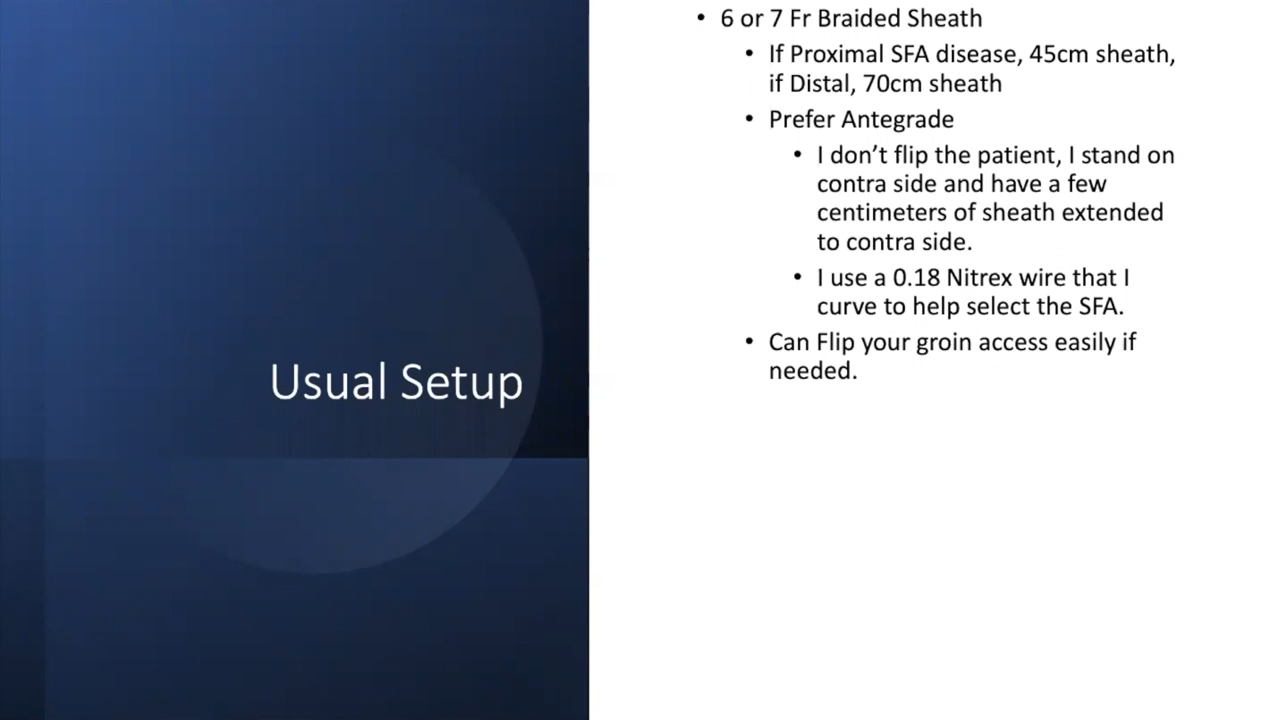 Usual Setup
• 6 or 7 Fr Braided Sheath
• If Proximal SFA disease, 45cm sheath,
if Distal, 70cm sheath
• Prefer Antegrade
• I don’t flip the patient, I stand on
contra side and have a few
centimeters of sheath extended
to contra side.
• I use a 0.18 Nitrex wire that I
curve to help select the SFA.
• Can Flip your groin access easily if
needed.